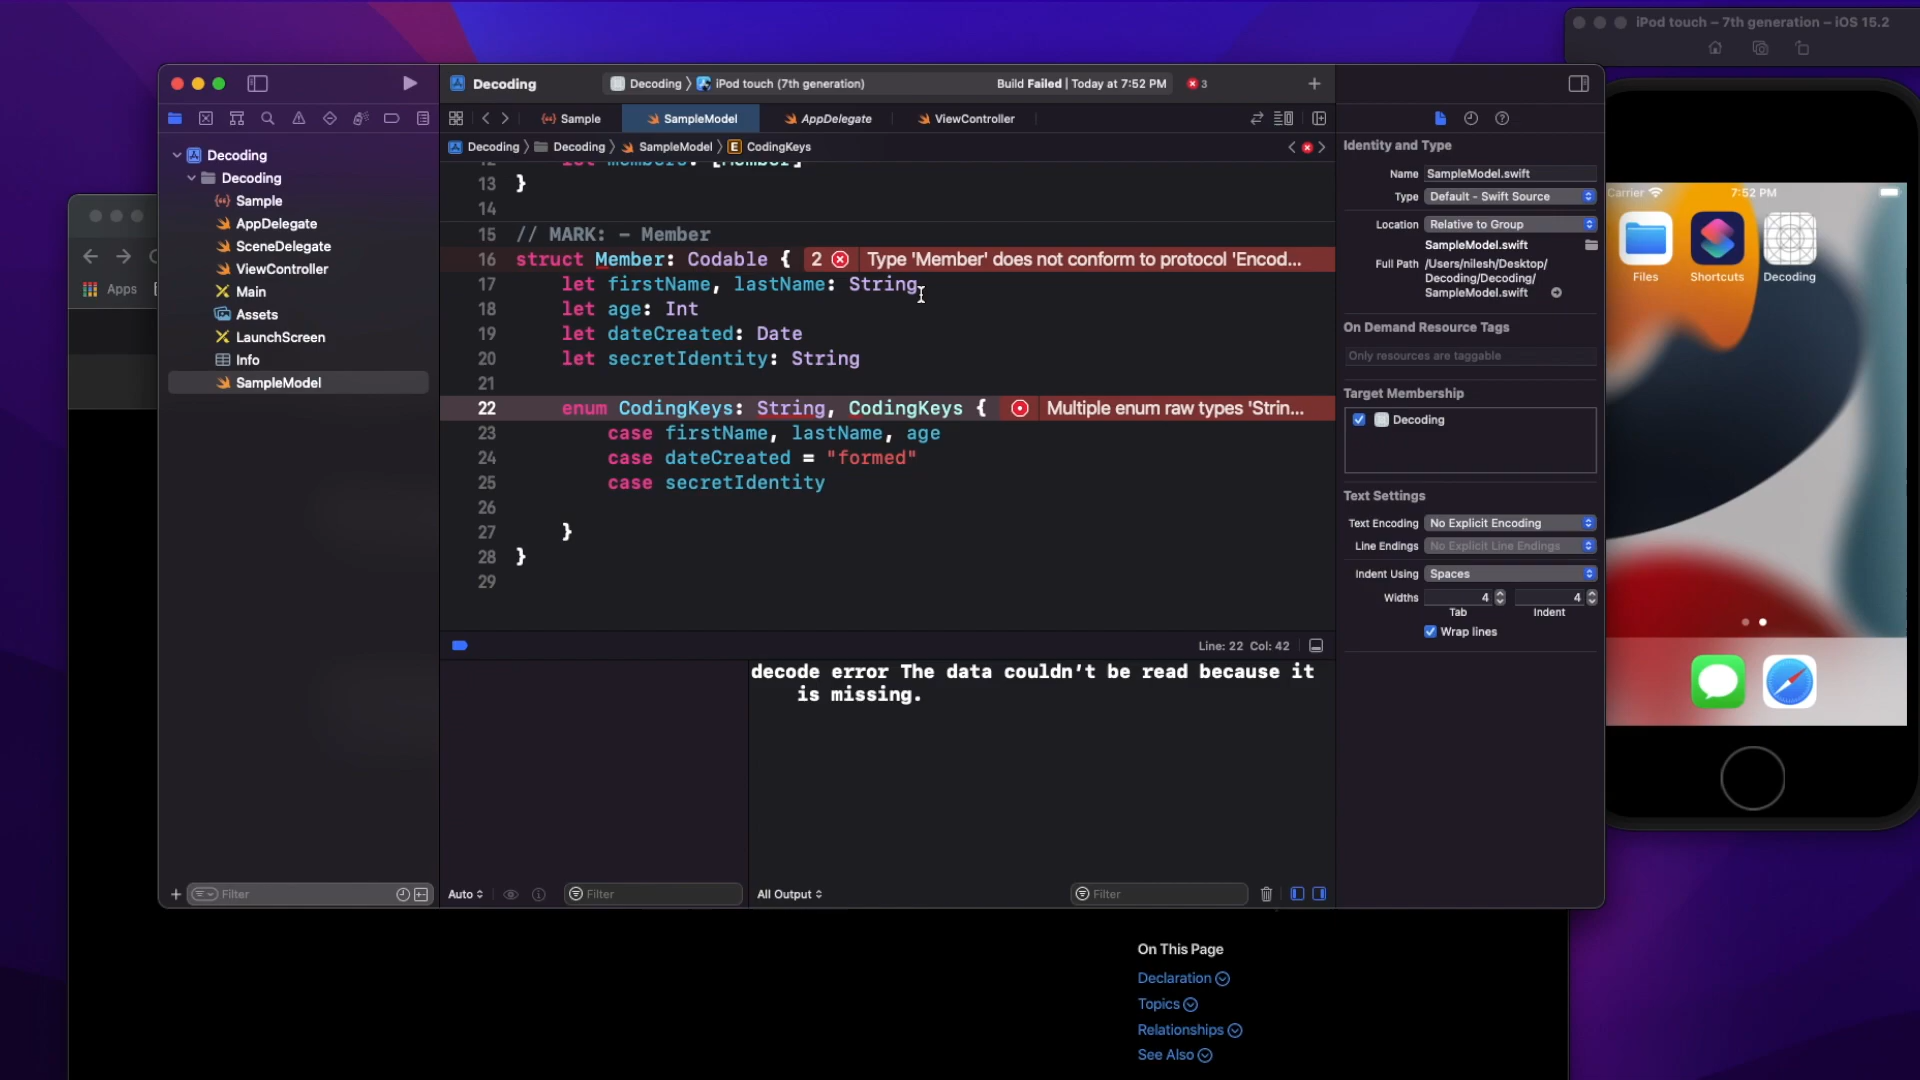 iPod touch – 7th generation – iOS 15.2
Decoding
Decoding
iPod touch (7th generation)
Build Failed | Today at 7:52 PM
3
Sample
SampleModel
AppDelegate
ViewController
Decoding
Decoding
SampleModel
E
CodingKeys
Decoding
Decoding
Sample
AppDelegate
SceneDelegate
ViewController
Main
Assets
LaunchScreen
Info
SampleModel
Filter
Apps
12 let members: [Member]
13 }
14
15 // MARK: - Member
16 struct Member: Codable { 2 Type 'Member' does not conform to protocol 'Encod...
17 let firstName, lastName: String
18 let age: Int
19 let dateCreated: Date
20 let secretIdentity: String
21
22 enum CodingKeys: String, CodingKeys { Multiple enum raw types 'Strin...
23 case firstName, lastName, age
24 case dateCreated = "formed"
25 case secretIdentity
26
27 }
28 }
29
Line: 22 Col: 42
decode error The data couldn’t be read because it
is missing.
Auto
Filter
All Output
Filter
Identity and Type
Name SampleModel.swift
Type Default - Swift Source
Location Relative to Group
SampleModel.swift
Full Path /Users/nilesh/Desktop/
Decoding/Decoding/
SampleModel.swift
On Demand Resource Tags
Only resources are taggable
Target Membership
Decoding
Text Settings
Text Encoding No Explicit Encoding
Line Endings No Explicit Line Endings
Indent Using Spaces
Widths 4 4
Tab Indent
Wrap lines
Carrier 7:52 PM
Files Shortcuts Decoding
On This Page
Declaration
Topics
Relationships
See Also